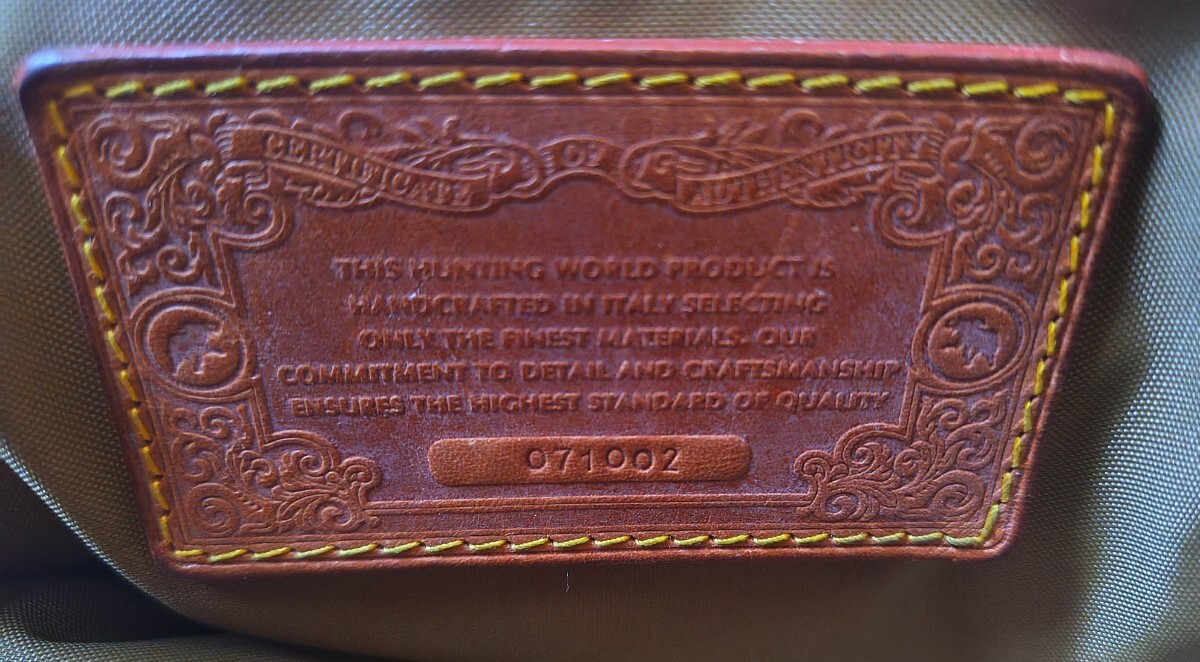 CERTIFICATE OF AUTHENTICITY
THIS HUNTING WORLD PRODUCT IS
HANDCRAFTED IN ITALY SELECTING
ONLY THE FINEST MATERIALS. OUR
COMMITMENT TO DETAIL AND CRAFTSMANSHIP
ENSURES THE HIGHEST STANDARD OF QUALITY
071002